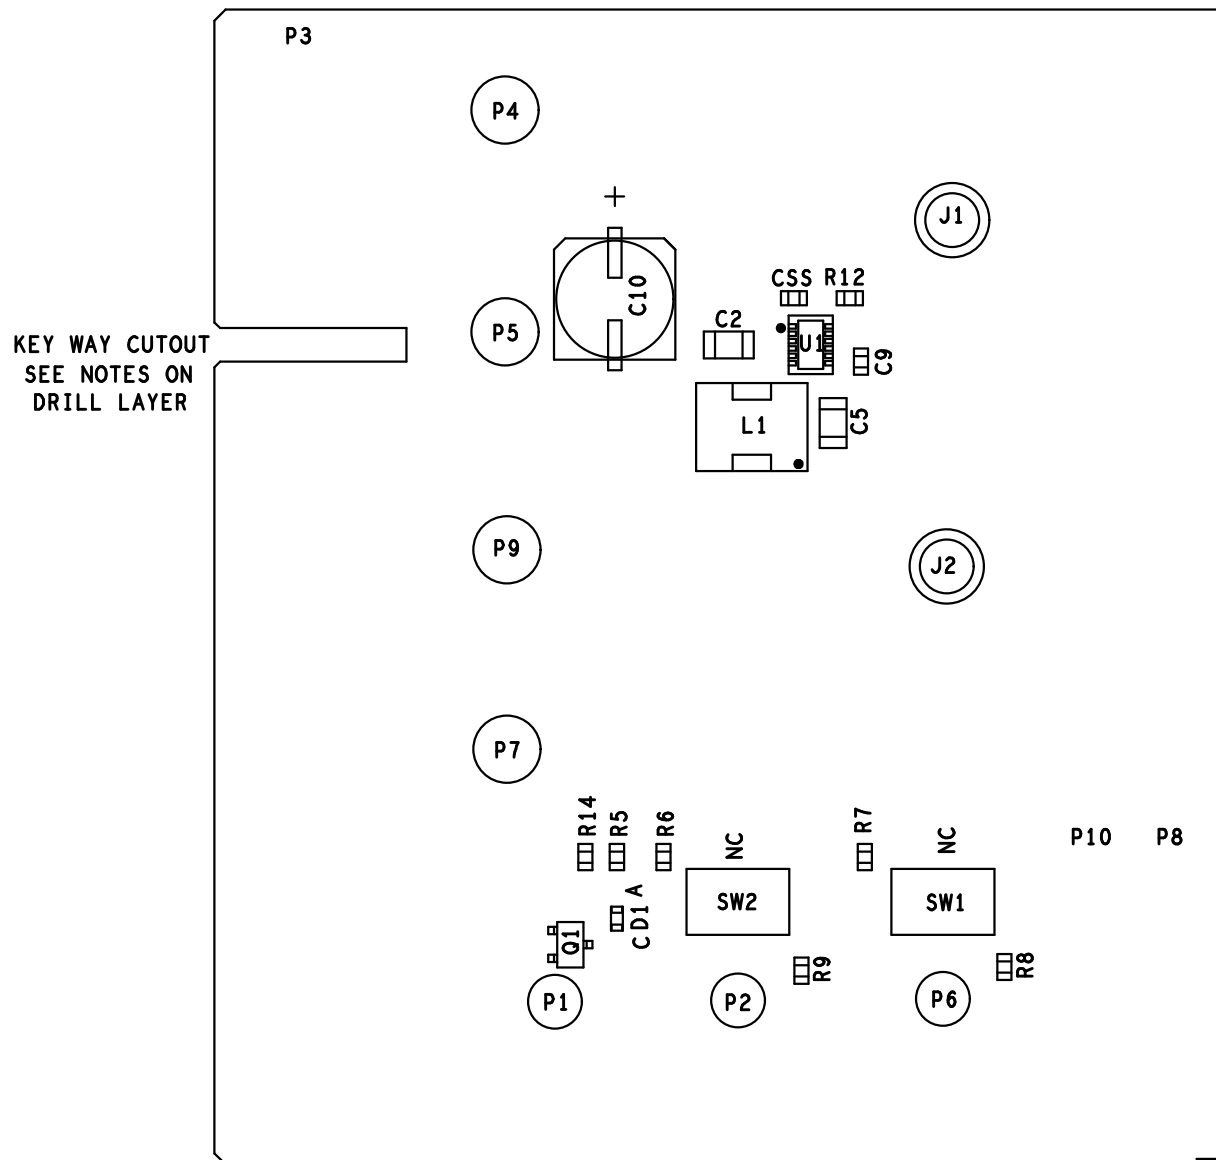 P3
P4
J1
C10
CSS
R12
C2
U1
P5
KEY WAY CUTOUT
SEE NOTES ON
DRILL LAYER
C9
L1
C5
P9
J2
P7
R14
R5
R6
NC
R7
NC
P10
P8
A
D1
C
SW2
SW1
Q1
R9
R8
P1
P2
P6